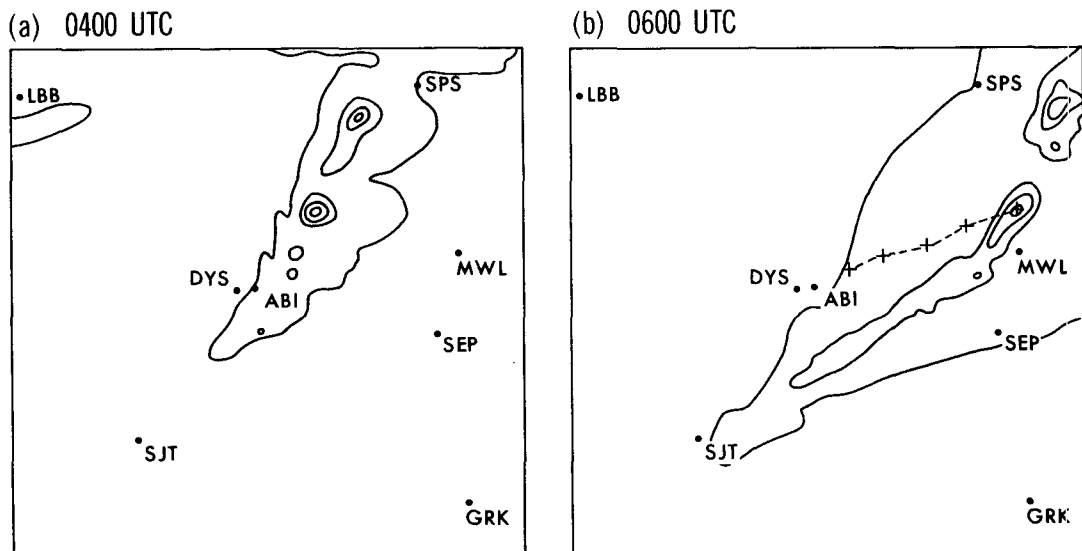 (a) 0400 UTC
LBB
SPS
DYS
ABI
MWL
SEP
SJT
GRK
(b) 0600 UTC
LBB
SPS
DYS
ABI
MWL
SEP
SJT
GRK